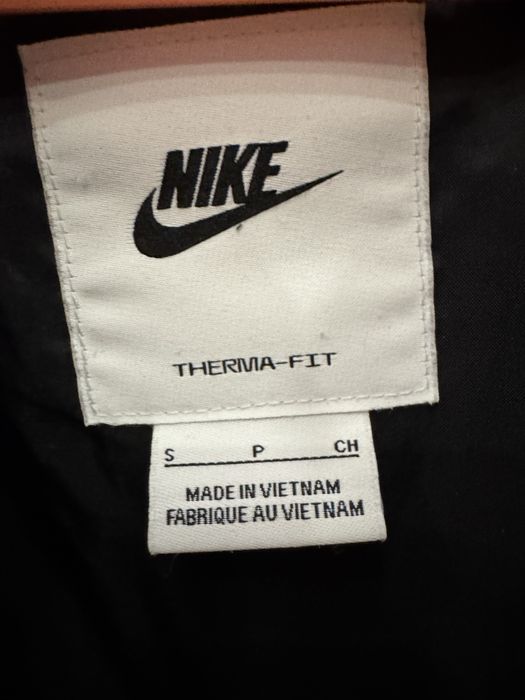 NIKE
THERMA-FIT
S P CH
MADE IN VIETNAM
FABRIQUE AU VIETNAM